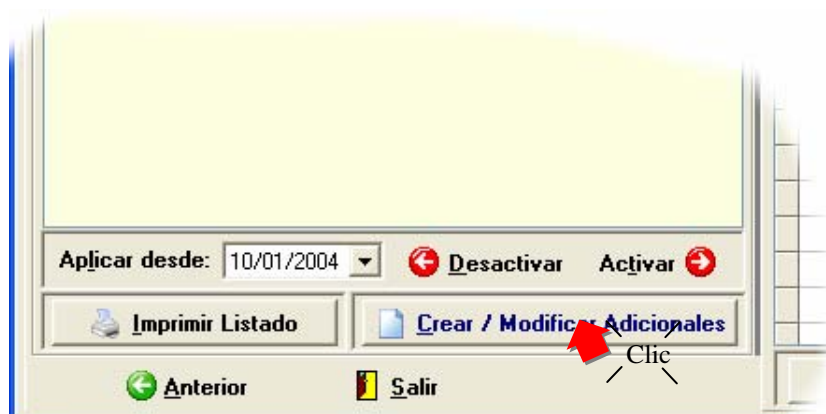 Aplicar desde: 10/01/2004 Desactivar Activar
Imprimir Listado Crear / Modificar Adicionales
Clic
Anterior Salir